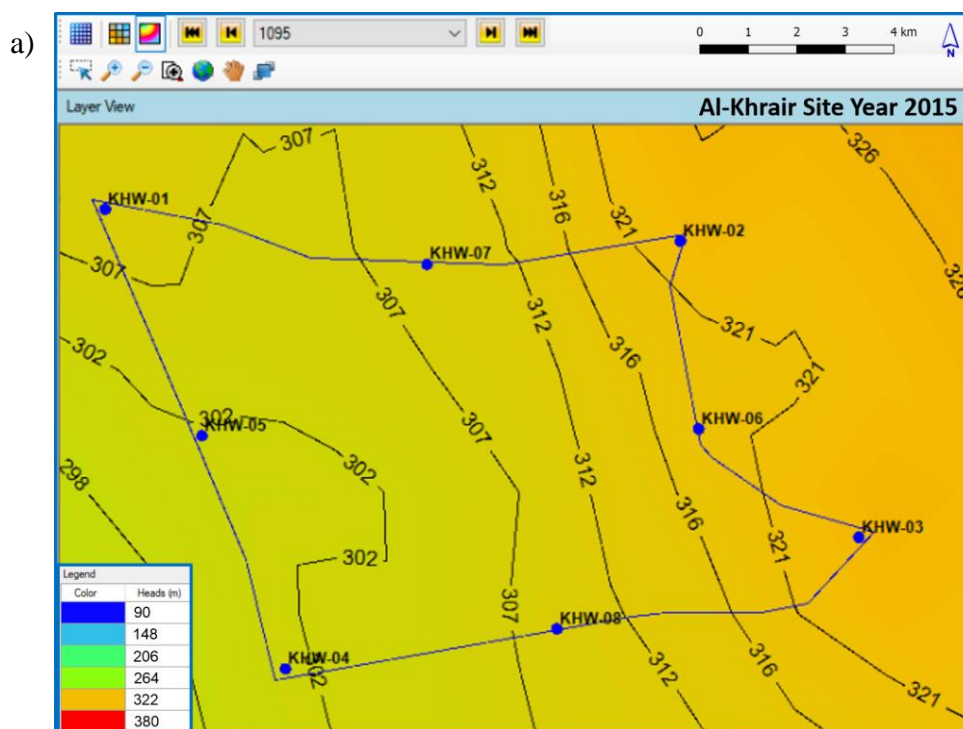 a)
1095
0 1 2 3 4 km
N
Layer View
Al-Khrair Site Year 2015
307
312
316
321
326
KHW-01
307
KHW-02
KHW-07
307
326
307
312
321
302
316
321
302
KHW-05
KHW-06
307
302
312
298
316
KHW-03
302
321
307
KHW-08
KHW-04
302
312
316
321
Legend
Color Heads (m)
90
148
206
264
322
380